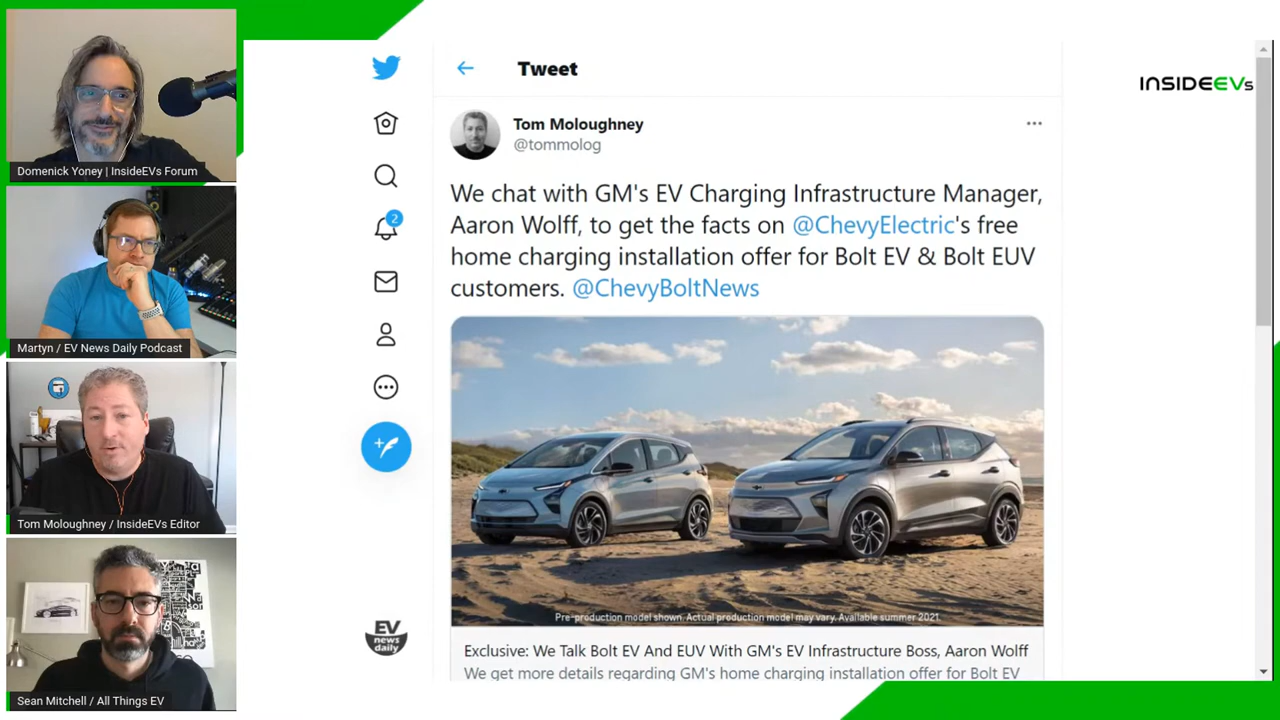 Domenick Yoney | InsideEVs Forum
Martyn / EV News Daily Podcast
Tom Moloughney / InsideEVs Editor
Sean Mitchell / All Things EV
Tweet
INSIDEEVs
Tom Moloughney
@tommolog
We chat with GM's EV Charging Infrastructure Manager,
Aaron Wolff, to get the facts on @ChevyElectric's free
home charging installation offer for Bolt EV & Bolt EUV
customers. @ChevyBoltNews
2
Pre-production model shown. Actual production model may vary. Available summer 2021.
EV
news
daily
Exclusive: We Talk Bolt EV And EUV With GM's EV Infrastructure Boss, Aaron Wolff
We get more details regarding GM's home charging installation offer for Bolt EV